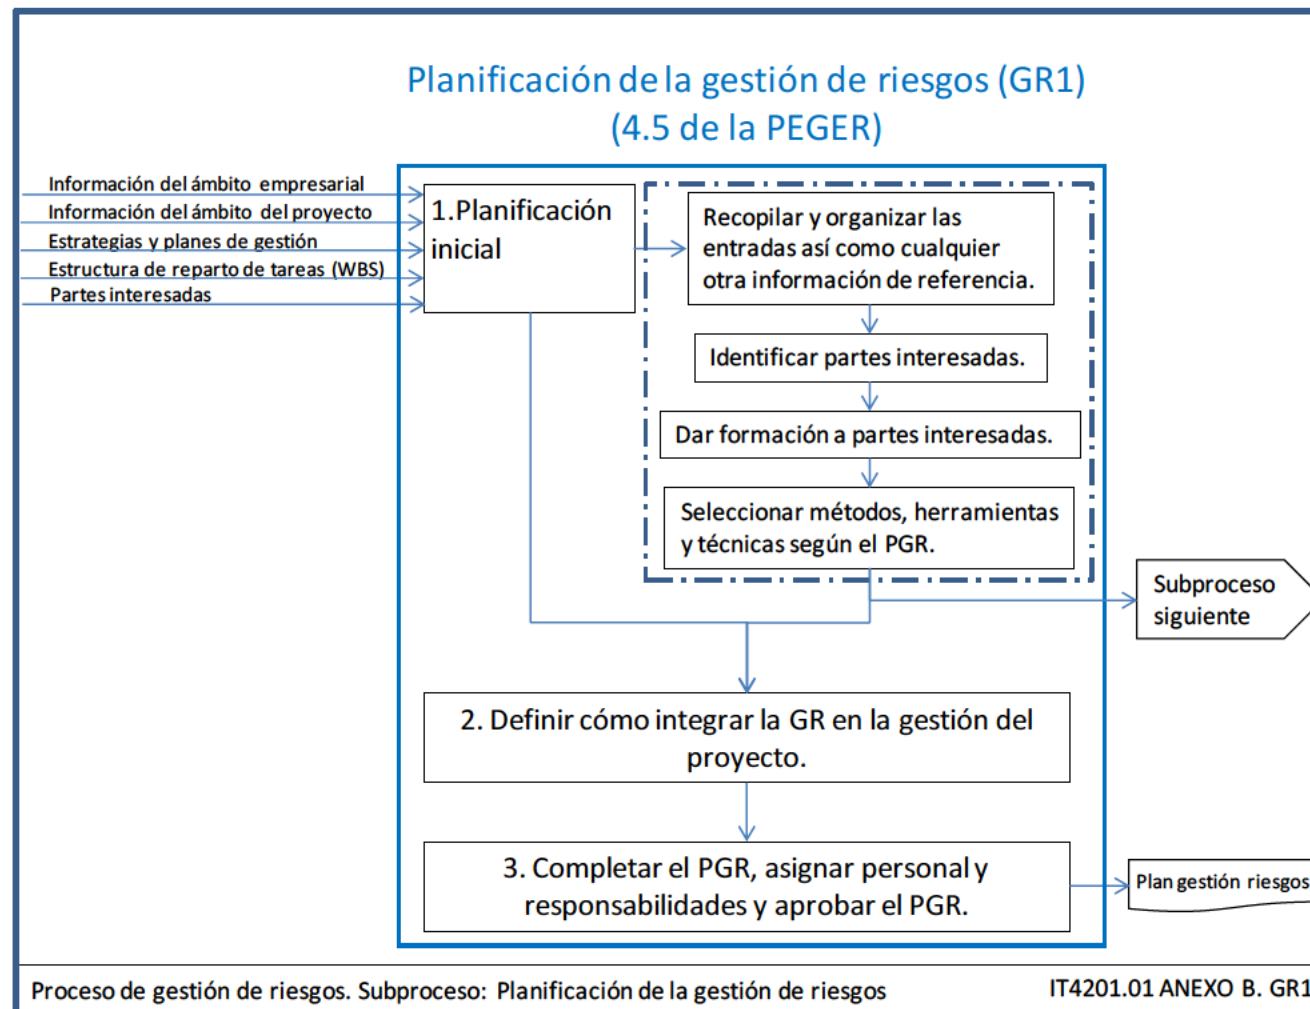 Planificación de la gestión de riesgos (GR1)
(4.5 de la PEGER)
Información del ámbito empresarial
Información del ámbito del proyecto
Estrategias y planes de gestión
Estructura de reparto de tareas (WBS)
Partes interesadas
1.Planificación
inicial
Recopilar y organizar las
entradas así como cualquier
otra información de referencia.
Identificar partes interesadas.
Dar formación a partes interesadas.
Seleccionar métodos, herramientas
y técnicas según el PGR.
Subproceso
siguiente
2. Definir cómo integrar la GR en la gestión del
proyecto.
3. Completar el PGR, asignar personal y
responsabilidades y aprobar el PGR.
Plan gestión riesgos
Proceso de gestión de riesgos. Subproceso: Planificación de la gestión de riesgos
IT4201.01 ANEXO B. GR1